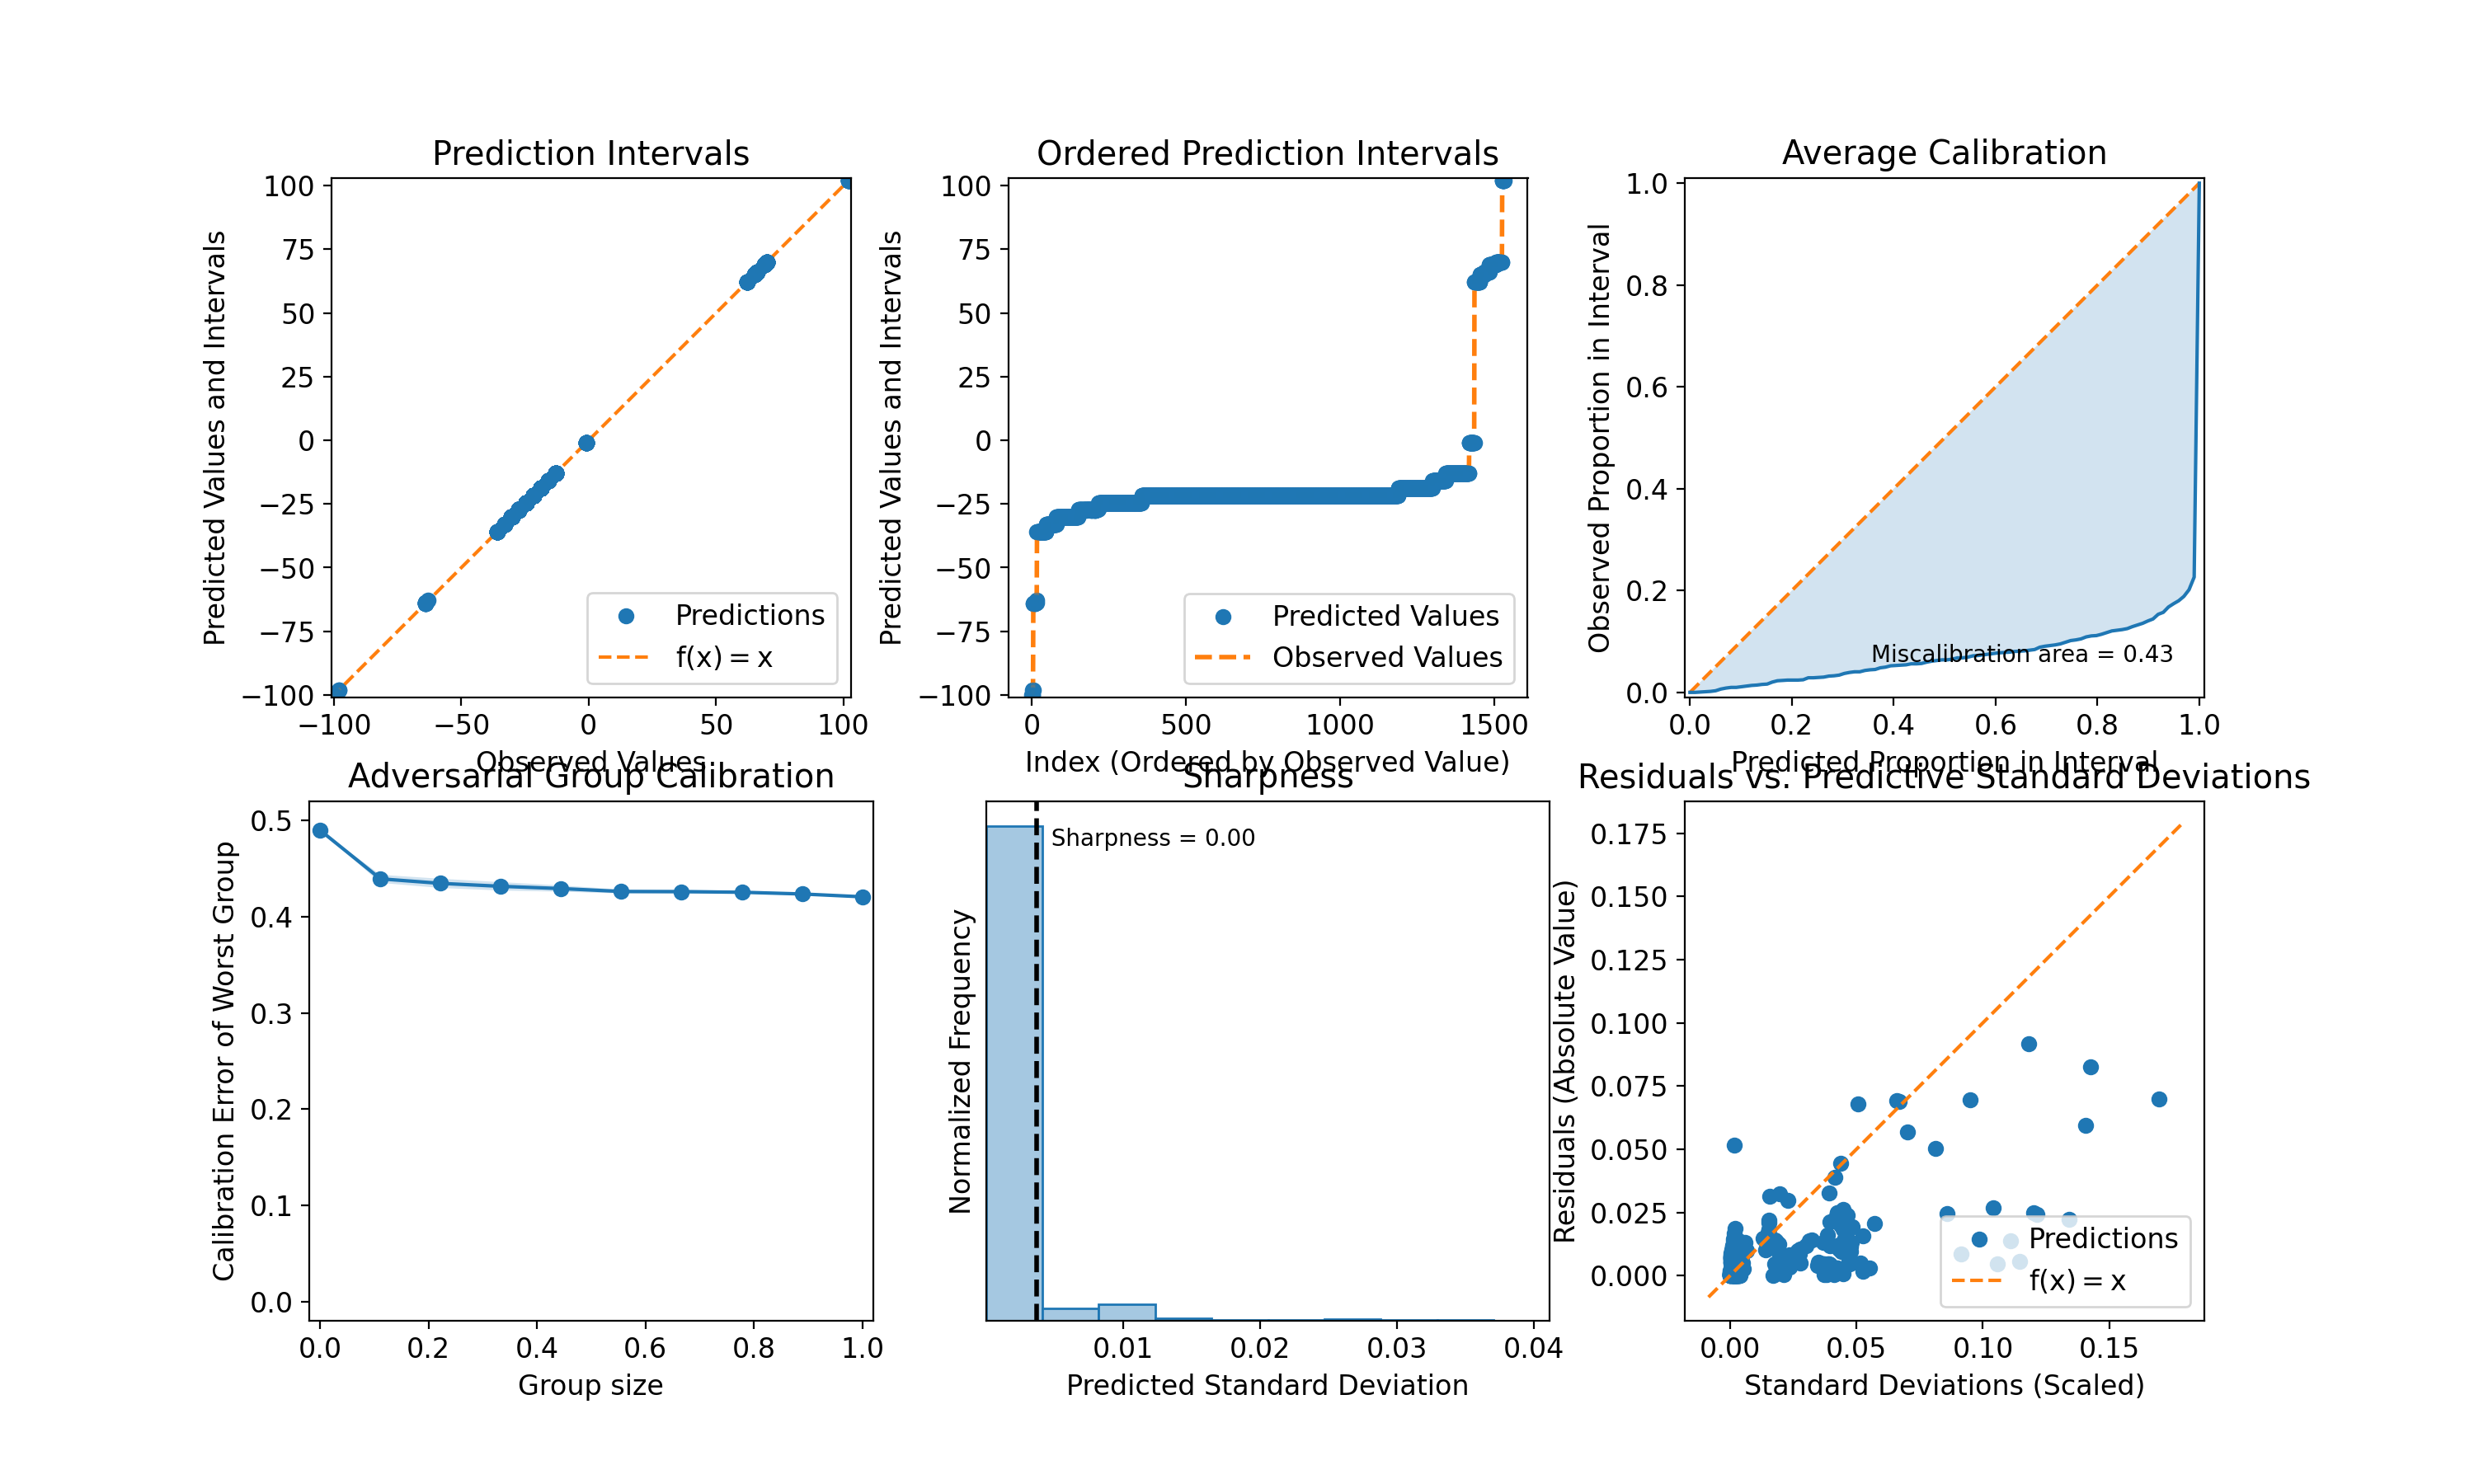 Prediction Intervals
Predicted Values and Intervals
100
75
50
25
0
−25
−50
−75
−100
Predictions
f(x) = x
−100 −50 0 50 100
Observed Values
Ordered Prediction Intervals
Predicted Values and Intervals
100
75
50
25
0
−25
−50
−75
−100
Predicted Values
Observed Values
0 500 1000 1500
Index (Ordered by Observed Value)
Average Calibration
Observed Proportion in Interval
1.0
0.8
0.6
0.4
0.2
0.0
Miscalibration area = 0.43
0.0 0.2 0.4 0.6 0.8 1.0
Predicted Proportion in Interval
Adversarial Group Calibration
Calibration Error of Worst Group
0.5
0.4
0.3
0.2
0.1
0.0
0.0 0.2 0.4 0.6 0.8 1.0
Group size
Sharpness
Normalized Frequency
Sharpness = 0.00
0.01 0.02 0.03 0.04
Predicted Standard Deviation
Residuals vs. Predictive Standard Deviations
Residuals (Absolute Value)
0.175
0.150
0.125
0.100
0.075
0.050
0.025
0.000
Predictions
f(x) = x
0.00 0.05 0.10 0.15
Standard Deviations (Scaled)